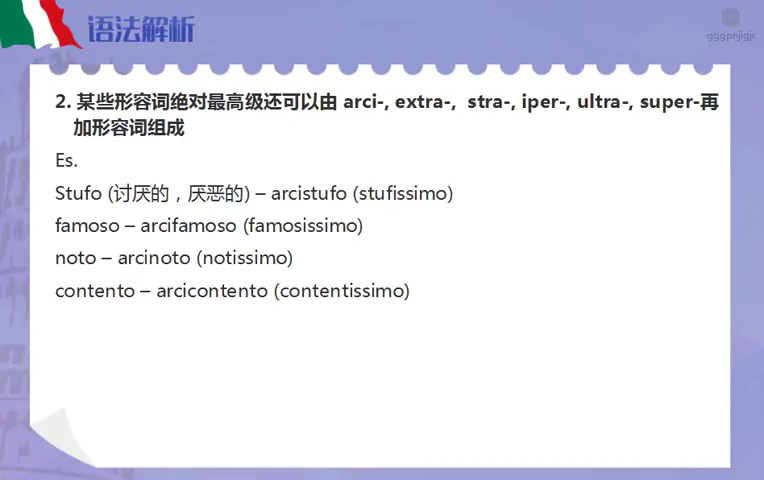 语法解析
gggpnjigjr
2. 某些形容词绝对最高级还可以由 arci-, extra-, stra-, iper-, ultra-, super-再
加形容词组成
Es.
Stufo (讨厌的，厌恶的) – arcistufo (stufissimo)
famoso – arcifamoso (famosissimo)
noto – arcinoto (notissimo)
contento – arcicontento (contentissimo)